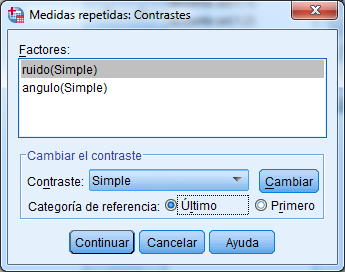 Medidas repetidas: Contrastes
Factores:
ruido(Simple)
angulo(Simple)
Cambiar el contraste
Contraste: Simple Cambiar
Categoría de referencia: Último Primero
Continuar Cancelar Ayuda